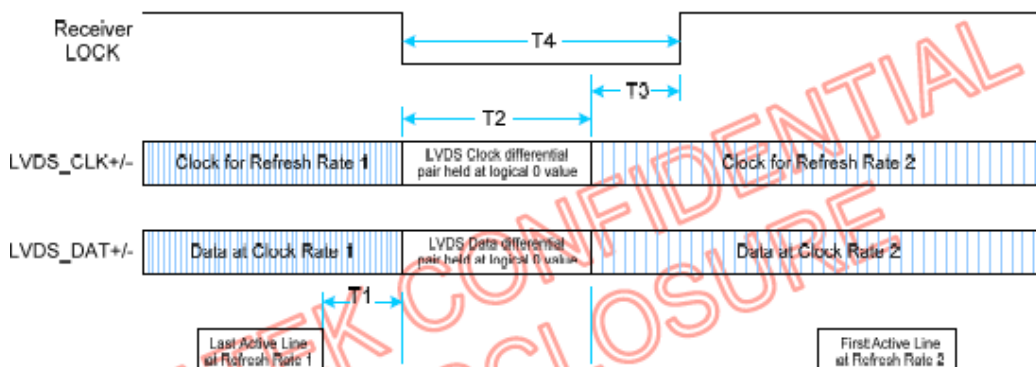 Receiver
LOCK
T4
T3
T2
LVDS_CLK+/-
Clock for Refresh Rate 1
LVDS Clock differential
pair held at logical 0 value
Clock for Refresh Rate 2
LVDS_DAT+/-
Data at Clock Rate 1
LVDS Data differential
pair held at logical 0 value
Data at Clock Rate 2
T1
Last Active Line
at Refresh Rate 1
First Active Line
at Refresh Rate 2
CONFIDENTIAL